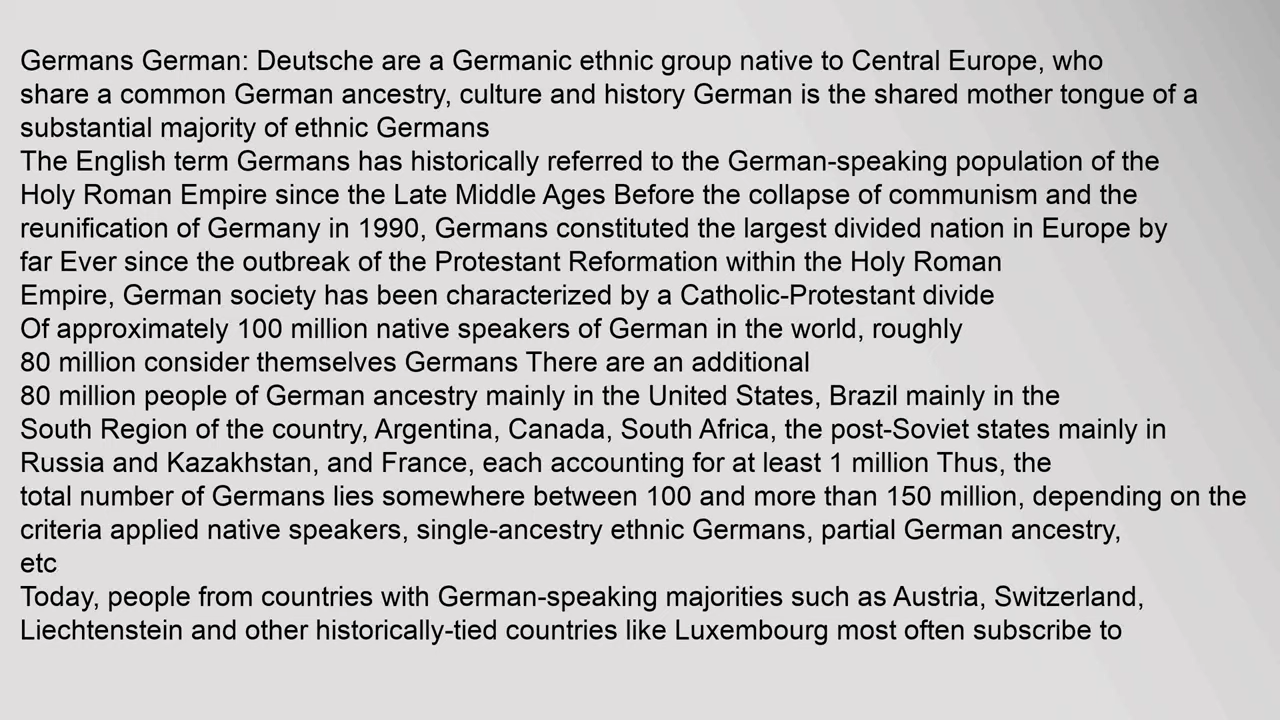 Germans German: Deutsche are a Germanic ethnic group native to Central Europe, who
share a common German ancestry, culture and history German is the shared mother tongue of a
substantial majority of ethnic Germans
The English term Germans has historically referred to the German-speaking population of the
Holy Roman Empire since the Late Middle Ages Before the collapse of communism and the
reunification of Germany in 1990, Germans constituted the largest divided nation in Europe by
far Ever since the outbreak of the Protestant Reformation within the Holy Roman
Empire, German society has been characterized by a Catholic-Protestant divide
Of approximately 100 million native speakers of German in the world, roughly
80 million consider themselves Germans There are an additional
80 million people of German ancestry mainly in the United States, Brazil mainly in the
South Region of the country, Argentina, Canada, South Africa, the post-Soviet states mainly in
Russia and Kazakhstan, and France, each accounting for at least 1 million Thus, the
total number of Germans lies somewhere between 100 and more than 150 million, depending on the
criteria applied native speakers, single-ancestry ethnic Germans, partial German ancestry,
etc
Today, people from countries with German-speaking majorities such as Austria, Switzerland,
Liechtenstein and other historically-tied countries like Luxembourg most often subscribe to